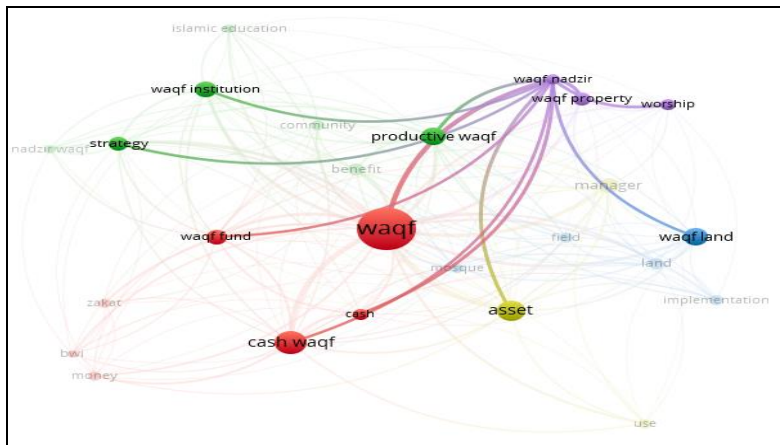 islamic education
waqf nadzir
waqf institution
waqf property
worship
community
productive waqf
strategy
nadzir waqf
benefit
manager
waqf
waqf fund
field
waqf land
mosque
land
zakat
implementation
cash
asset
cash waqf
bwi
money
use